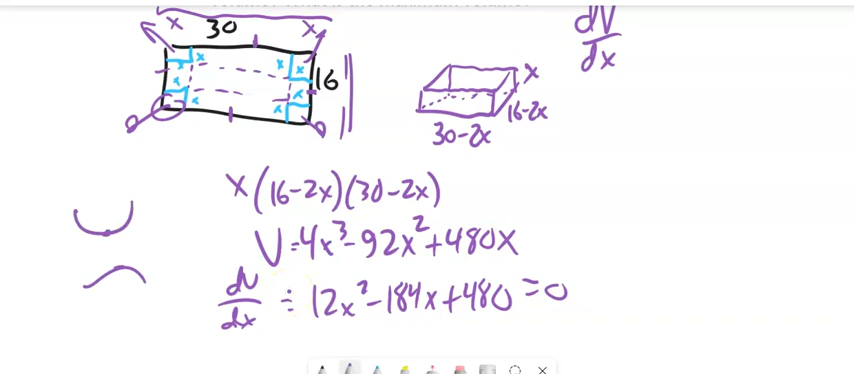 30
x
x
x
x
x
x
x
x
x
x
16
dV
dx
x
16-2x
30-2x
x(16-2x)(30-2x)
V=4x³-92x²+480x
dV
dx = 12x²-184x+480=0